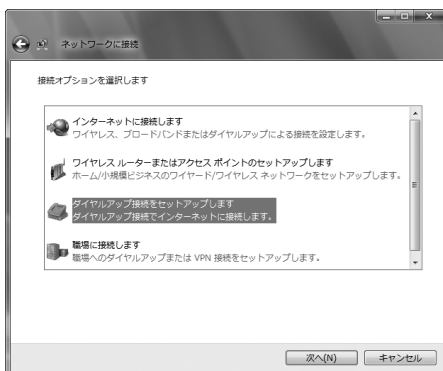 ネットワークに接続
接続オプションを選択します
インターネットに接続します
ワイヤレス、ブロードバンドまたはダイヤルアップによる接続を設定します。
ワイヤレス ルーターまたはアクセス ポイントのセットアップします
ホーム/小規模ビジネスのワイヤード/ワイヤレス ネットワークをセットアップします。
ダイヤルアップ接続をセットアップします
ダイヤルアップ接続でインターネットに接続します。
職場に接続します
職場へのダイヤルアップまたは VPN 接続をセットアップします。
次へ(N)
キャンセル